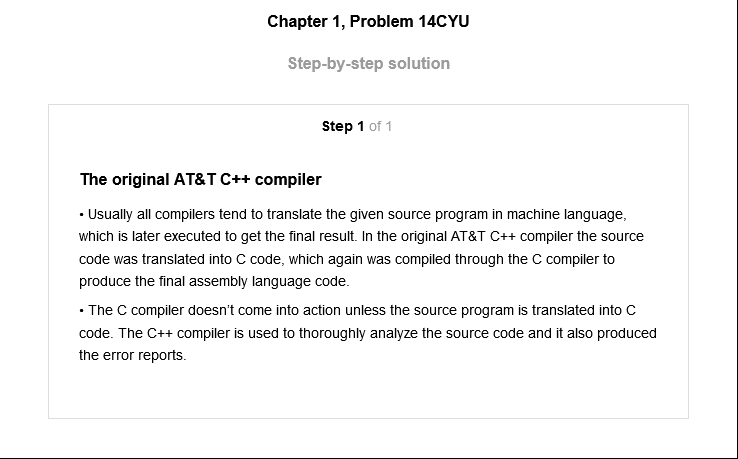 Chapter 1, Problem 14CYU
Step-by-step solution
Step 1 of 1
The original AT&T C++ compiler
• Usually all compilers tend to translate the given source program in machine language,
which is later executed to get the final result. In the original AT&T C++ compiler the source
code was translated into C code, which again was compiled through the C compiler to
produce the final assembly language code.
• The C compiler doesn't come into action unless the source program is translated into C
code. The C++ compiler is used to thoroughly analyze the source code and it also produced
the error reports.